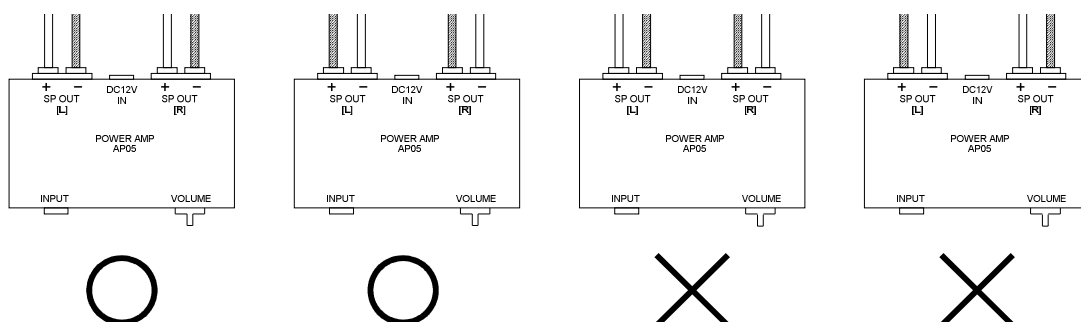 + − DC12V + −
SP OUT IN SP OUT
[L] [R]
POWER AMP
AP05
INPUT VOLUME
+ − DC12V + −
SP OUT IN SP OUT
[L] [R]
POWER AMP
AP05
INPUT VOLUME
+ − DC12V + −
SP OUT IN SP OUT
[L] [R]
POWER AMP
AP05
INPUT VOLUME
+ − DC12V + −
SP OUT IN SP OUT
[L] [R]
POWER AMP
AP05
INPUT VOLUME